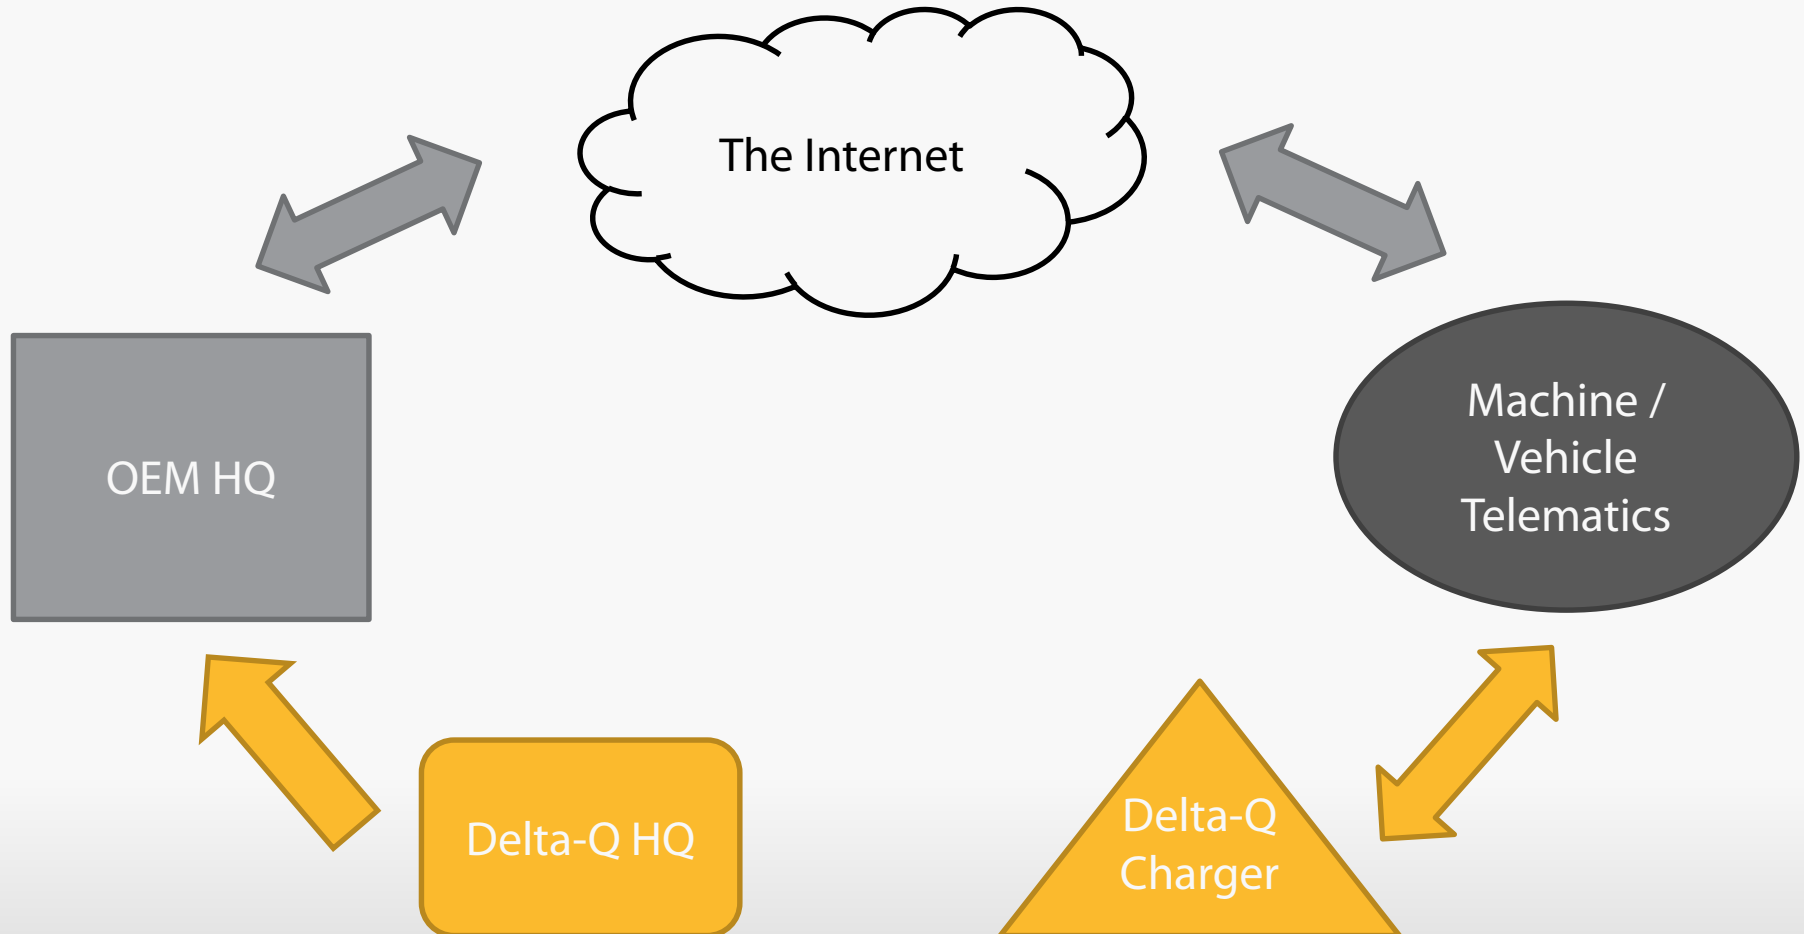 The Internet
OEM HQ
Machine /
Vehicle
Telematics
Delta-Q HQ
Delta-Q
Charger